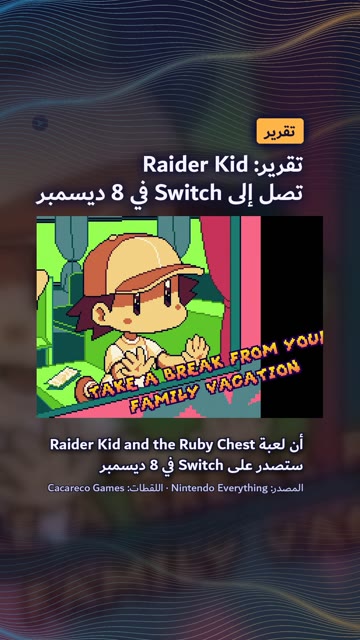 تقرير
تقرير: Raider Kid
تصل إلى Switch في 8 ديسمبر
TAKE A BREAK FROM YOUR
FAMILY VACATION
أن لعبة Raider Kid and the Ruby Chest
ستصدر على Switch في 8 ديسمبر
المصدر: Nintendo Everything · اللقطات: Cacareco Games